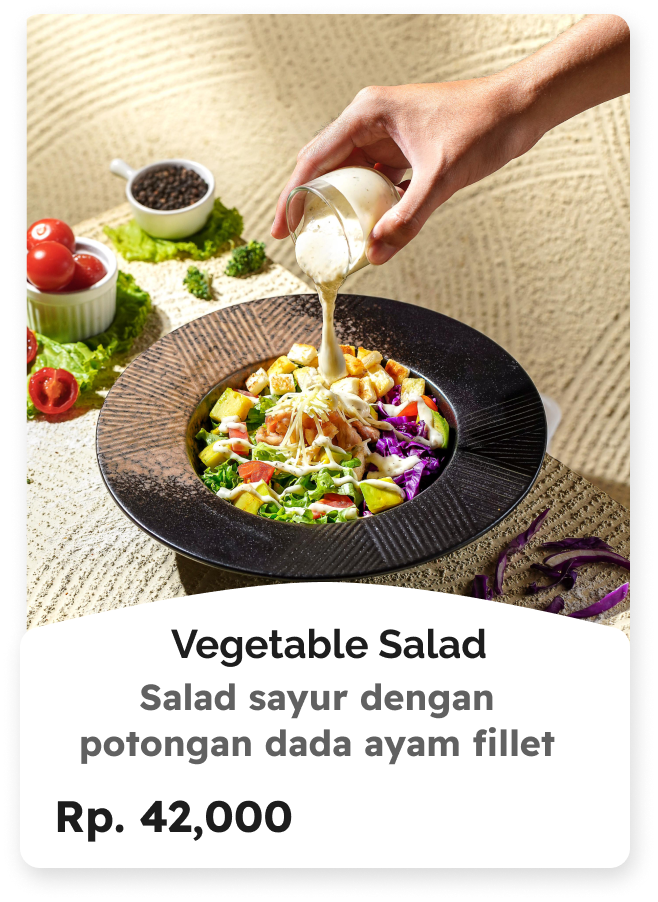 Vegetable Salad
Salad sayur dengan
potongan dada ayam fillet
Rp. 42,000